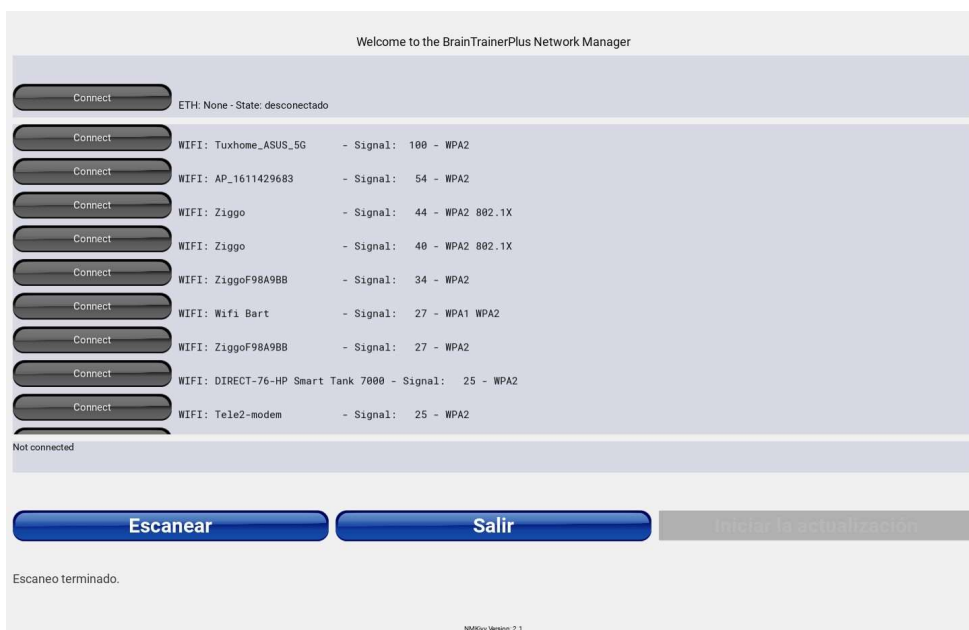 Welcome to the BrainTrainerPlus Network Manager
Connect ETH: None - State: desconectado
Connect WIFI: Tuxhome_ASUS_5G - Signal: 100 - WPA2
Connect WIFI: AP_1611429683 - Signal: 54 - WPA2
Connect WIFI: Ziggo - Signal: 44 - WPA2 802.1X
Connect WIFI: Ziggo - Signal: 40 - WPA2 802.1X
Connect WIFI: ZiggoF98A9BB - Signal: 34 - WPA2
Connect WIFI: Wifi Bart - Signal: 27 - WPA1 WPA2
Connect WIFI: ZiggoF98A9BB - Signal: 27 - WPA2
Connect WIFI: DIRECT-76-HP Smart Tank 7000 - Signal: 25 - WPA2
Connect WIFI: Tele2-modem - Signal: 25 - WPA2
Not connected
Escanear Salir Iniciar la actualización
Escaneo terminado.
Version: 2.1